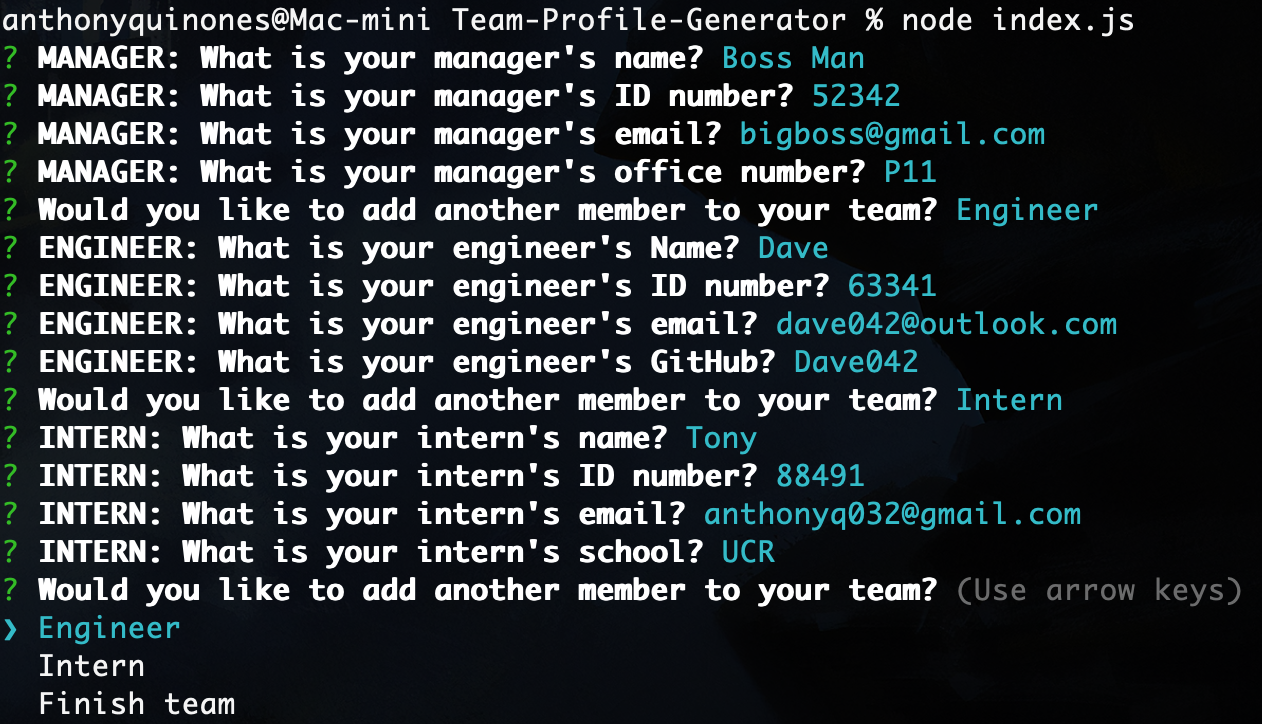 anthonyquinones@Mac-mini Team-Profile-Generator % node index.js
? MANAGER: What is your manager's name? Boss Man
? MANAGER: What is your manager's ID number? 52342
? MANAGER: What is your manager's email? bigboss@gmail.com
? MANAGER: What is your manager's office number? P11
? Would you like to add another member to your team? Engineer
? ENGINEER: What is your engineer's Name? Dave
? ENGINEER: What is your engineer's ID number? 63341
? ENGINEER: What is your engineer's email? dave042@outlook.com
? ENGINEER: What is your engineer's GitHub? Dave042
? Would you like to add another member to your team? Intern
? INTERN: What is your intern's name? Tony
? INTERN: What is your intern's ID number? 88491
? INTERN: What is your intern's email? anthonyq032@gmail.com
? INTERN: What is your intern's school? UCR
? Would you like to add another member to your team? (Use arrow keys)
❯ Engineer
Intern
Finish team